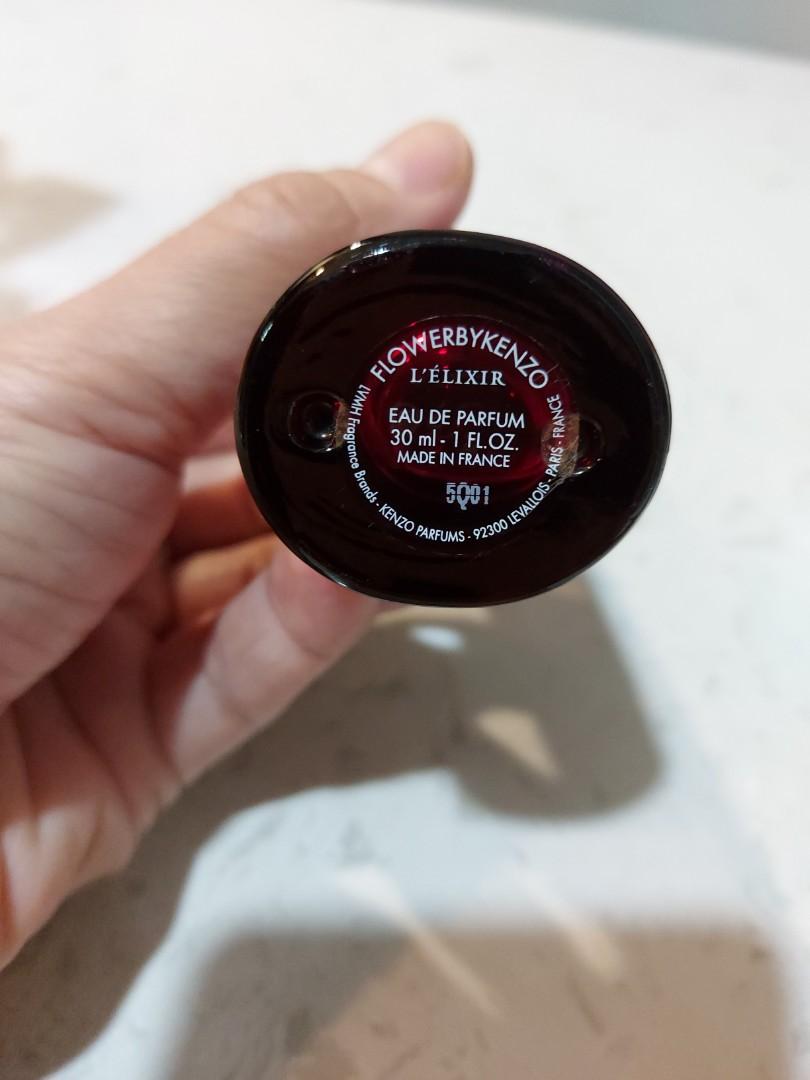 FLOWERBYKENZO
L'ÉLIXIR
EAU DE PARFUM
30 ml - 1 FL.OZ.
MADE IN FRANCE
5Q01
LVMH Fragrance Brands - KENZO PARFUMS - 92300 LEVALLOIS - PARIS - FRANCE